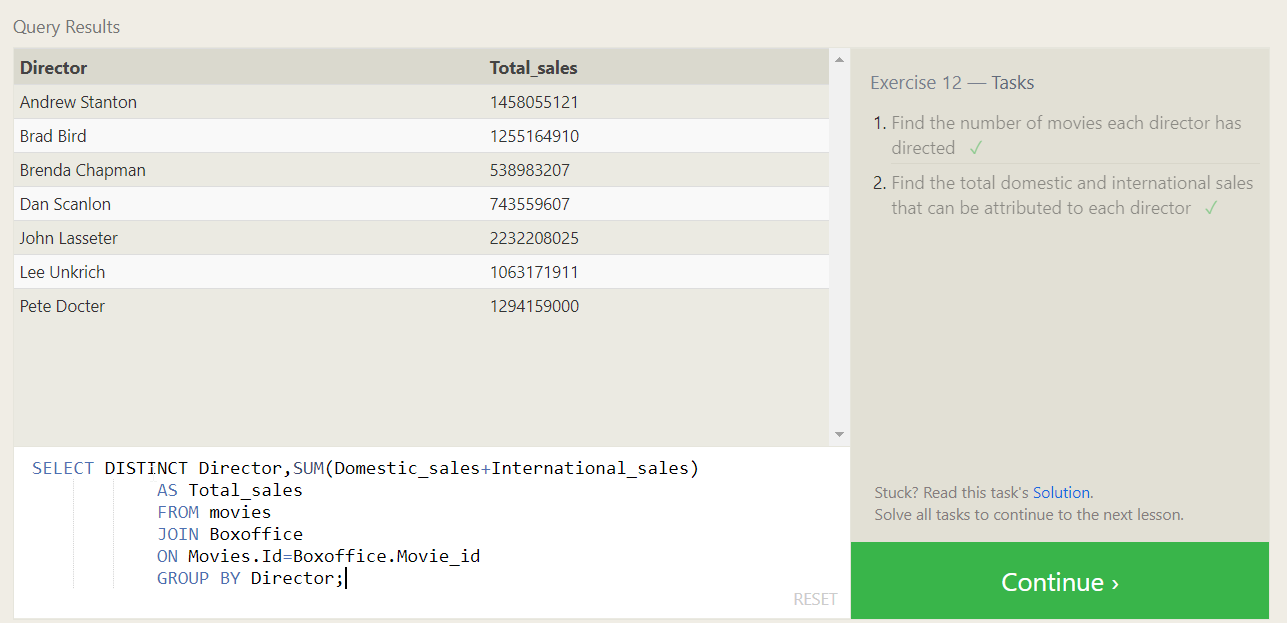 Query Results
Director Total_sales
Andrew Stanton 1458055121
Brad Bird 1255164910
Brenda Chapman 538983207
Dan Scanlon 743559607
John Lasseter 2232208025
Lee Unkrich 1063171911
Pete Docter 1294159000
SELECT DISTINCT Director,SUM(Domestic_sales+International_sales)
AS Total_sales
FROM movies
JOIN Boxoffice
ON Movies.Id=Boxoffice.Movie_id
GROUP BY Director;
RESET
Exercise 12 — Tasks
1. Find the number of movies each director has
directed ✓
2. Find the total domestic and international sales
that can be attributed to each director ✓
Stuck? Read this task's Solution.
Solve all tasks to continue to the next lesson.
Continue ›